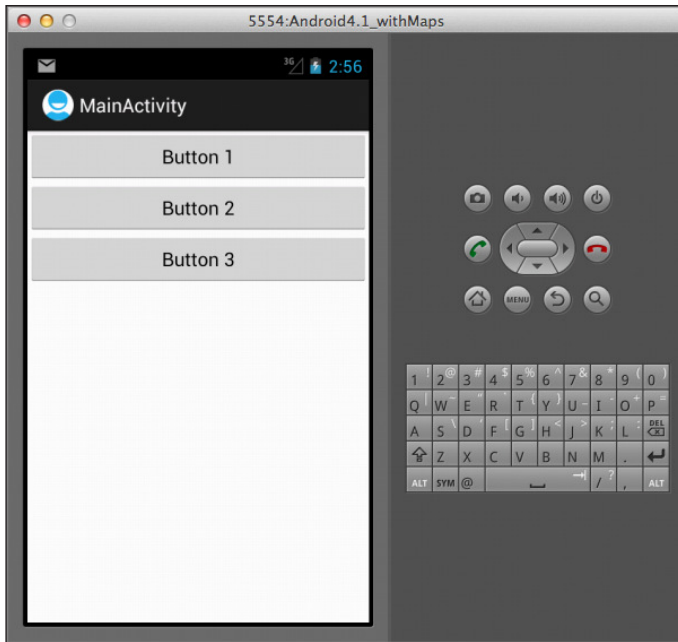 5554:Android4.1_withMaps
3G 2:56
MainActivity
Button 1
Button 2
Button 3
MENU
1 ! 2 @ 3 # 4 $ 5 % 6 ^ 7 & 8 * 9 ( 0 )
Q | W ~ E " R ` T { Y } U _ I - O + P =
A S \ D ' F [ G ] H < J > K ; L : DEL
Z X C V B N M .
ALT SYM @ / ? , ALT